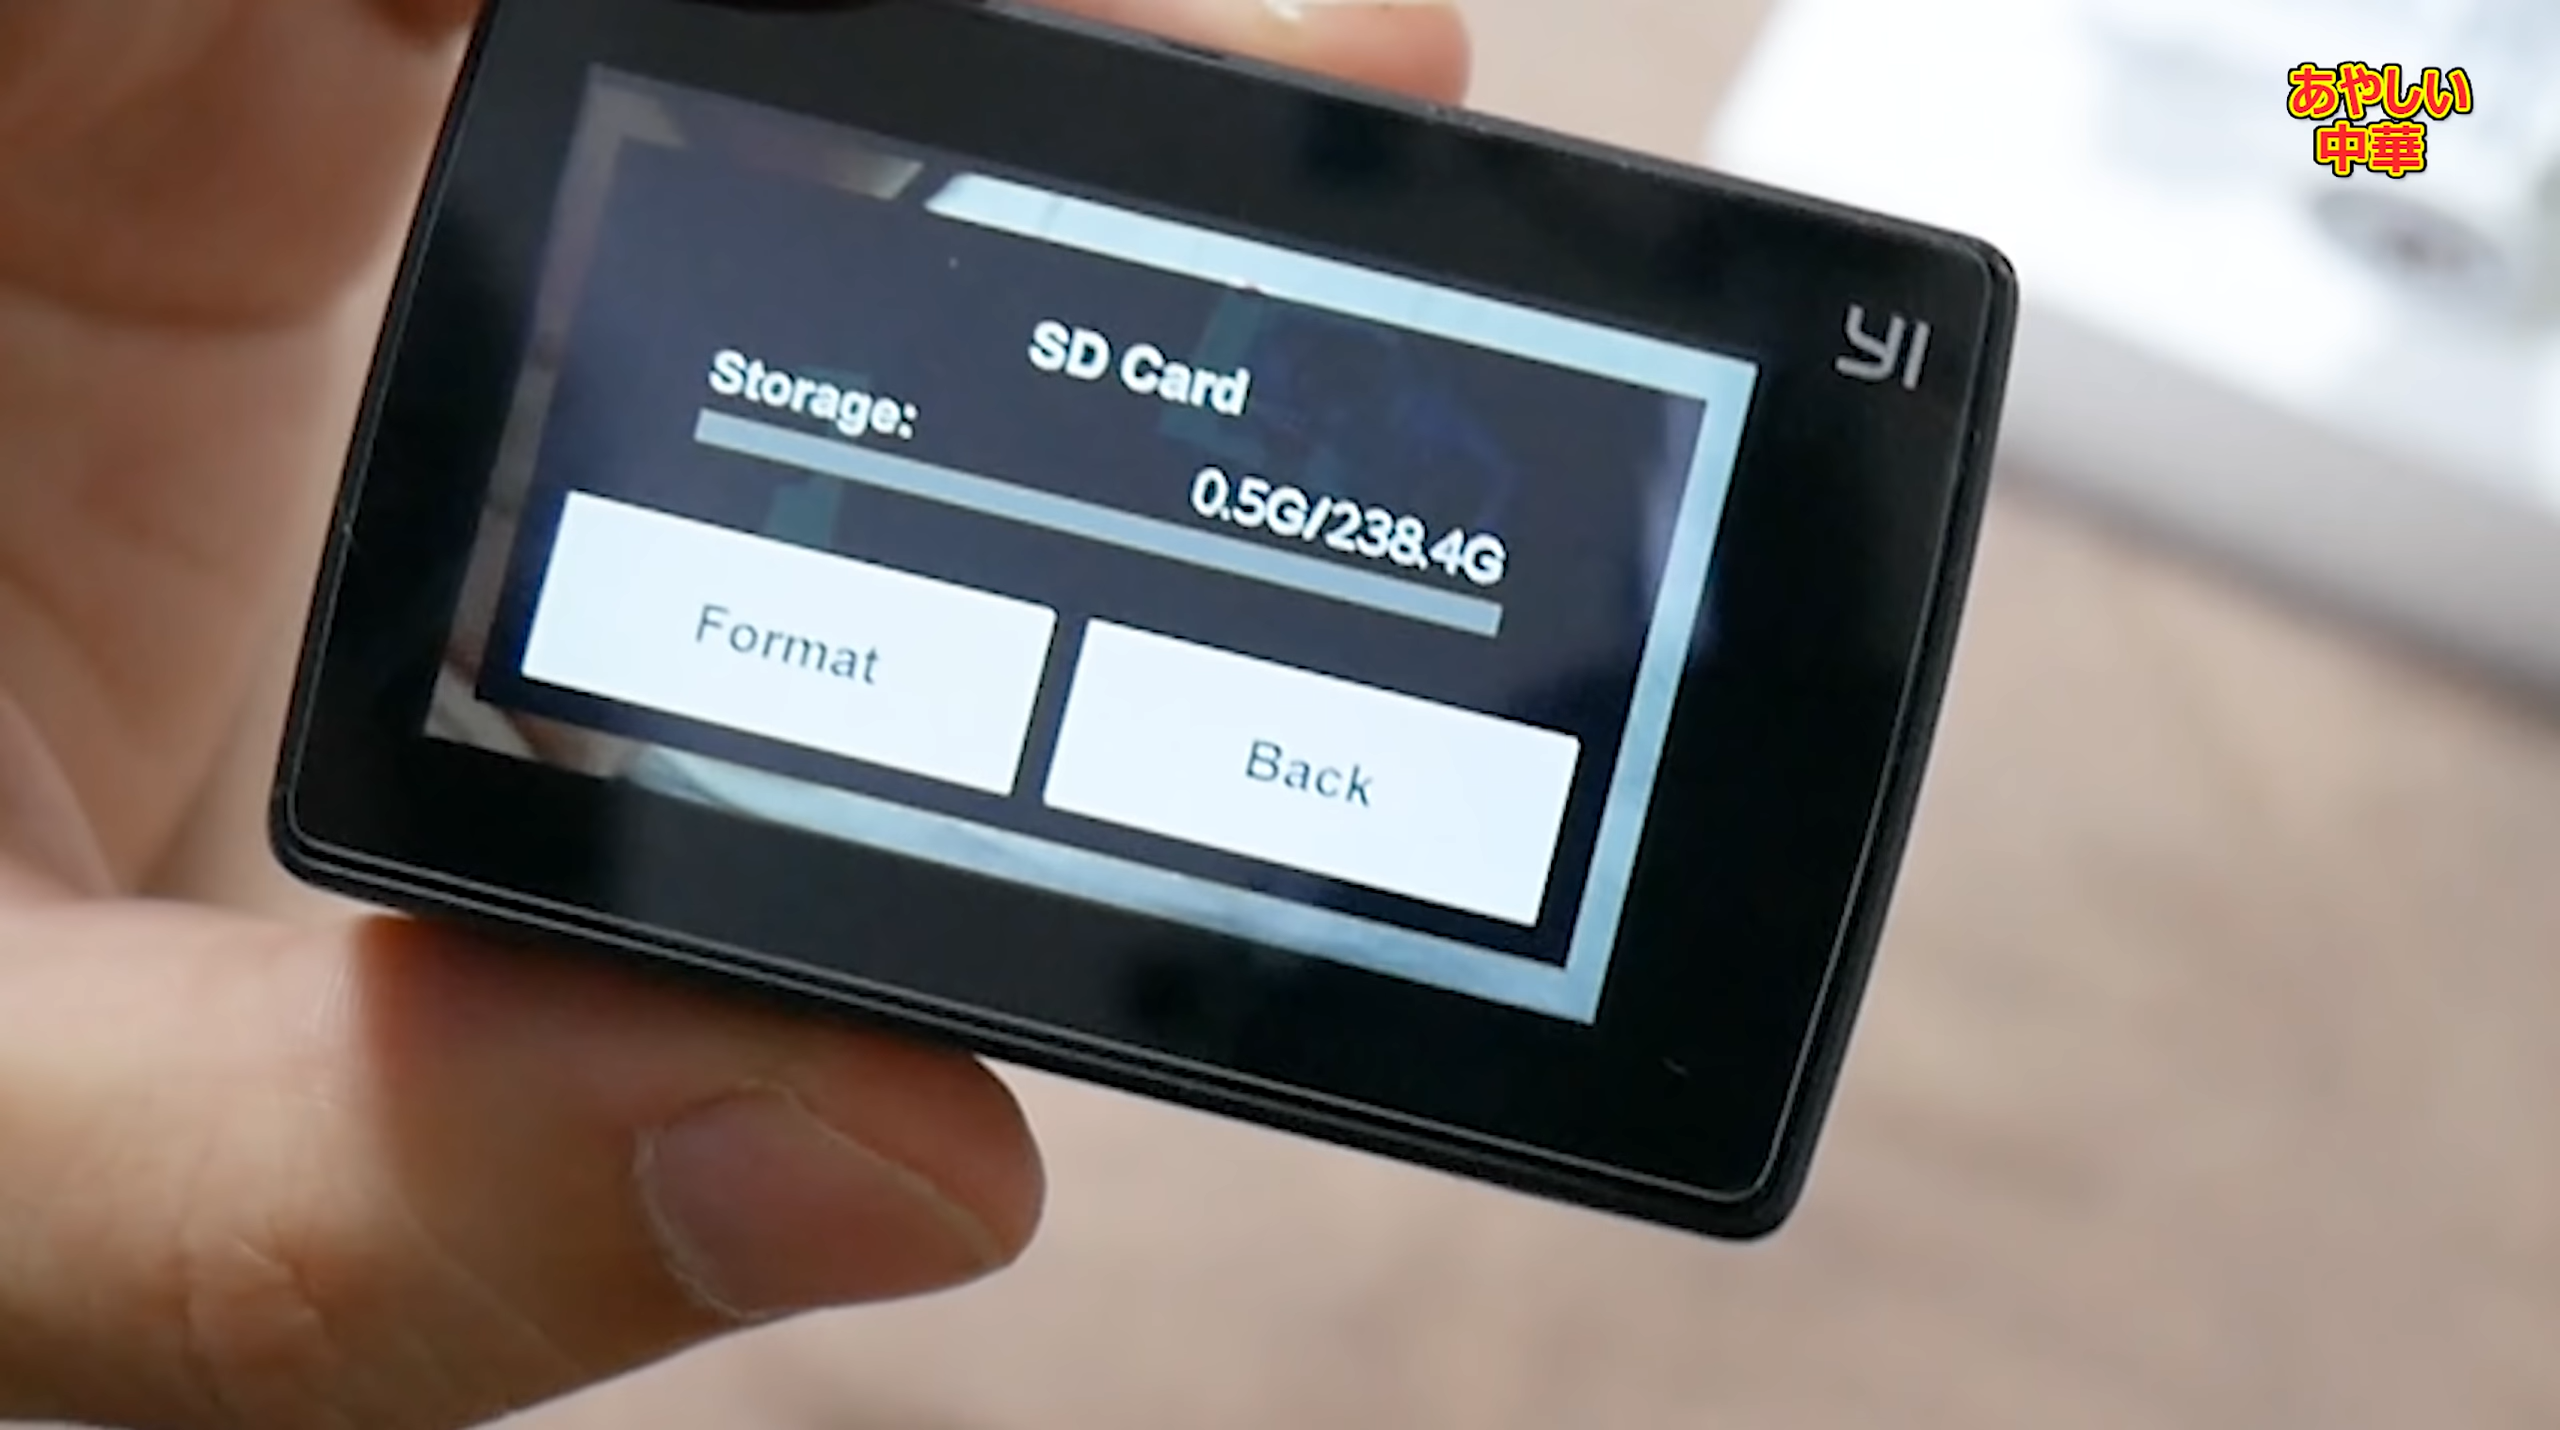 あやしい
中華
YI
SD Card
Storage:
0.5G/238.4G
Format
Back